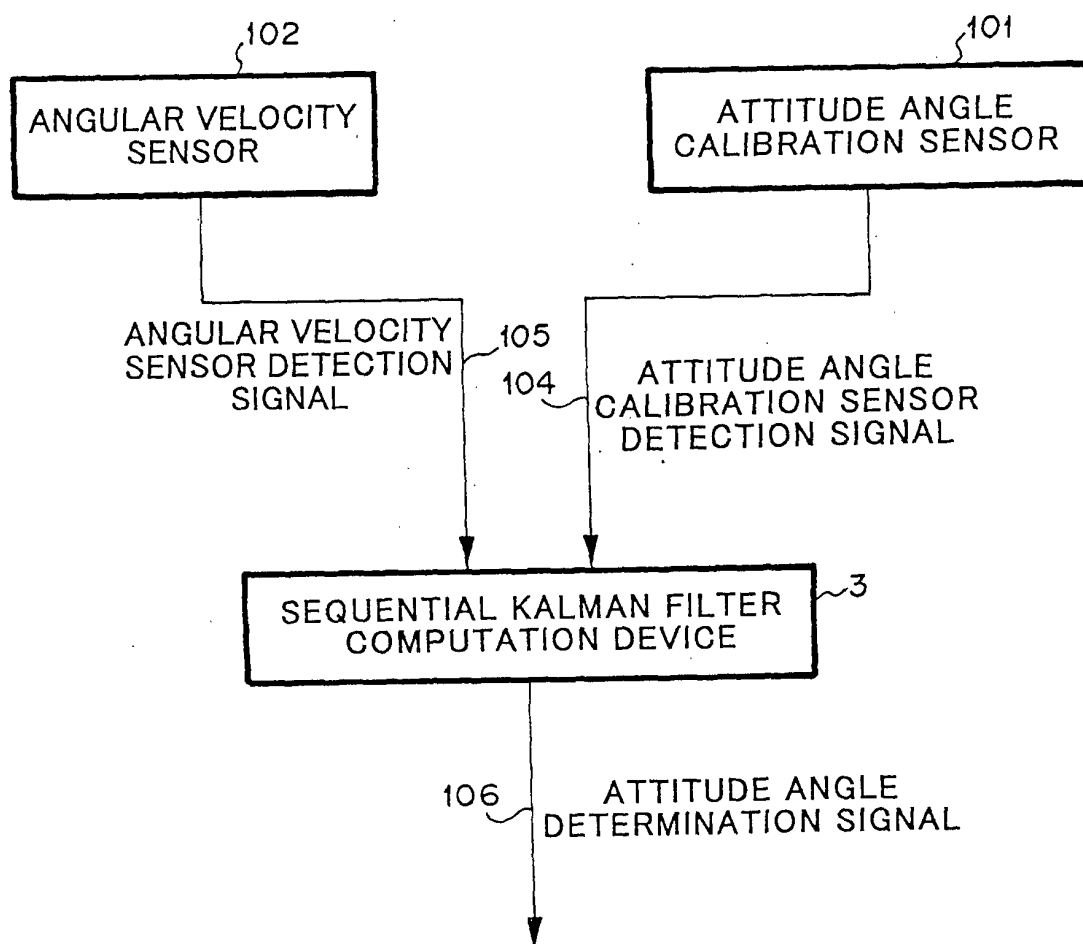 102
ANGULAR VELOCITY
SENSOR
101
ATTITUDE ANGLE
CALIBRATION SENSOR
ANGULAR VELOCITY
SENSOR DETECTION
SIGNAL
105
104
ATTITUDE ANGLE
CALIBRATION SENSOR
DETECTION SIGNAL
SEQUENTIAL KALMAN FILTER
COMPUTATION DEVICE
3
106
ATTITUDE ANGLE
DETERMINATION SIGNAL